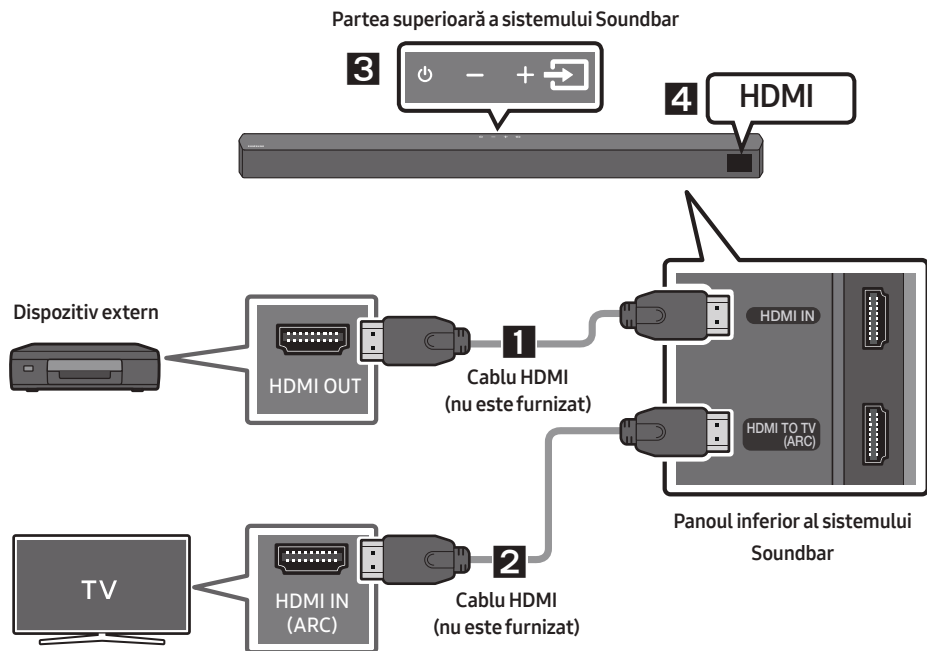 Partea superioară a sistemului Soundbar
3
4
HDMI
Dispozitiv extern
HDMI OUT
1
Cablu HDMI
(nu este furnizat)
HDMI IN
HDMI TO TV
(ARC)
Panoul inferior al sistemului
Soundbar
TV
HDMI IN
(ARC)
2
Cablu HDMI
(nu este furnizat)